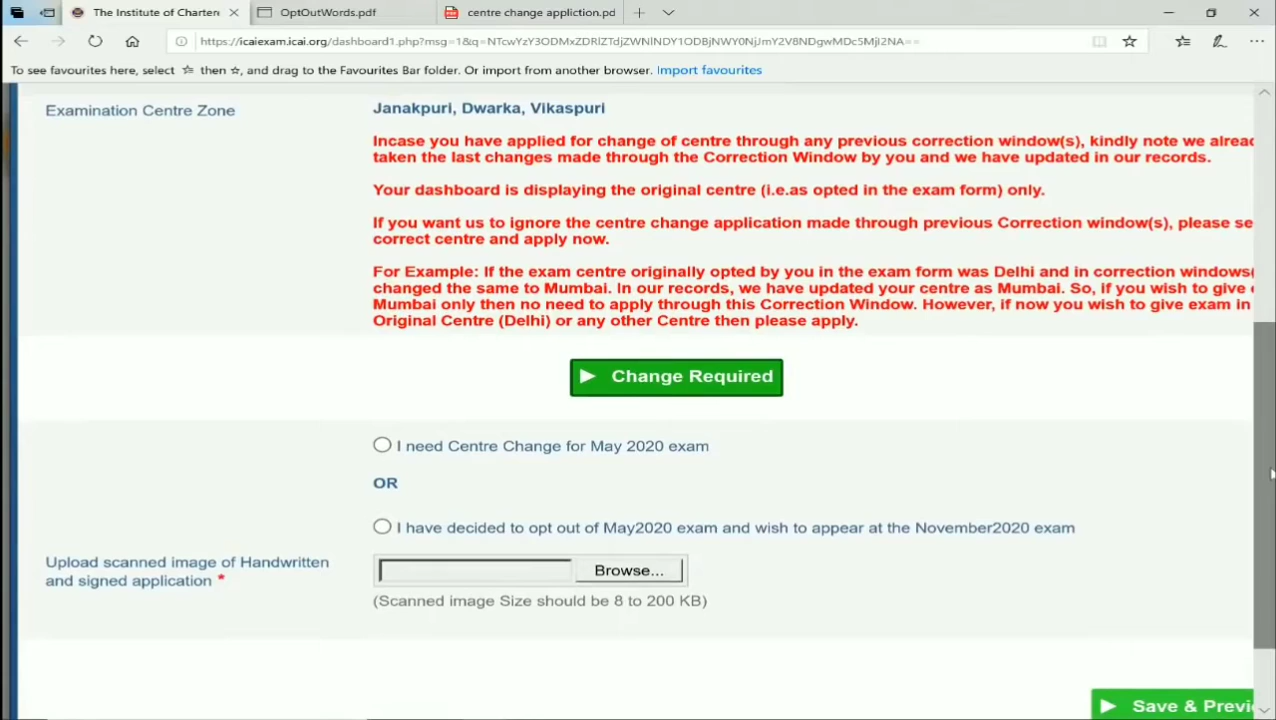 The Institute of Charter
OptOutWords.pdf
centre change appliction.pd
https://icaiexam.icai.org/dashboard1.php?msg=1&q=NTcwYzY3ODMxZDRlZTdjZWNlNDY1ODBjNWY0NjJmY2V8NDgwMDc5MjI2NA==
To see favourites here, select ☆ then ☆, and drag to the Favourites Bar folder. Or import from another browser. Import favourites
Examination Centre Zone
Janakpuri, Dwarka, Vikaspuri
Incase you have applied for change of centre through any previous correction window(s), kindly note we alread
taken the last changes made through the Correction Window by you and we have updated in our records.
Your dashboard is displaying the original centre (i.e.as opted in the exam form) only.
If you want us to ignore the centre change application made through previous Correction window(s), please se
correct centre and apply now.
For Example: If the exam centre originally opted by you in the exam form was Delhi and in correction windows(
changed the same to Mumbai. In our records, we have updated your centre as Mumbai. So, if you wish to give
Mumbai only then no need to apply through this Correction Window. However, if now you wish to give exam in
Original Centre (Delhi) or any other Centre then please apply.
Change Required
I need Centre Change for May 2020 exam
OR
I have decided to opt out of May2020 exam and wish to appear at the November2020 exam
Upload scanned image of Handwritten
and signed application *
Browse...
(Scanned image Size should be 8 to 200 KB)
Save & Previe